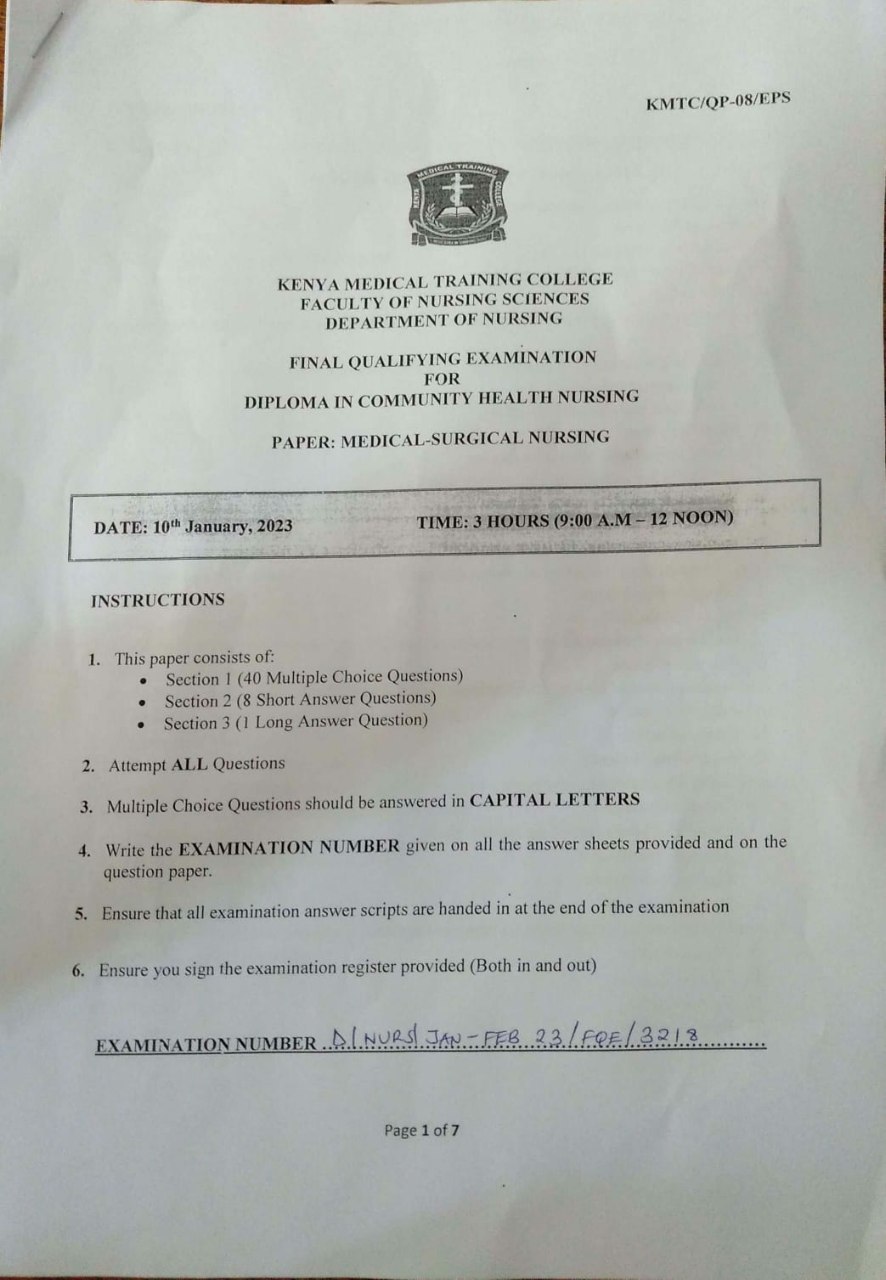 KMTC/QP-08/EPS
MEDICAL TRAINING
KENYA
COLLEGE
KENYA MEDICAL TRAINING COLLEGE
FACULTY OF NURSING SCIENCES
DEPARTMENT OF NURSING
FINAL QUALIFYING EXAMINATION
FOR
DIPLOMA IN COMMUNITY HEALTH NURSING
PAPER: MEDICAL-SURGICAL NURSING
DATE: 10th January, 2023 TIME: 3 HOURS (9:00 A.M – 12 NOON)
INSTRUCTIONS
1. This paper consists of:
• Section 1 (40 Multiple Choice Questions)
• Section 2 (8 Short Answer Questions)
• Section 3 (1 Long Answer Question)
2. Attempt ALL Questions
3. Multiple Choice Questions should be answered in CAPITAL LETTERS
4. Write the EXAMINATION NUMBER given on all the answer sheets provided and on the
question paper.
5. Ensure that all examination answer scripts are handed in at the end of the examination
6. Ensure you sign the examination register provided (Both in and out)
EXAMINATION NUMBER D/NURS/JAN-FEB 23/FQE/3218
Page 1 of 7